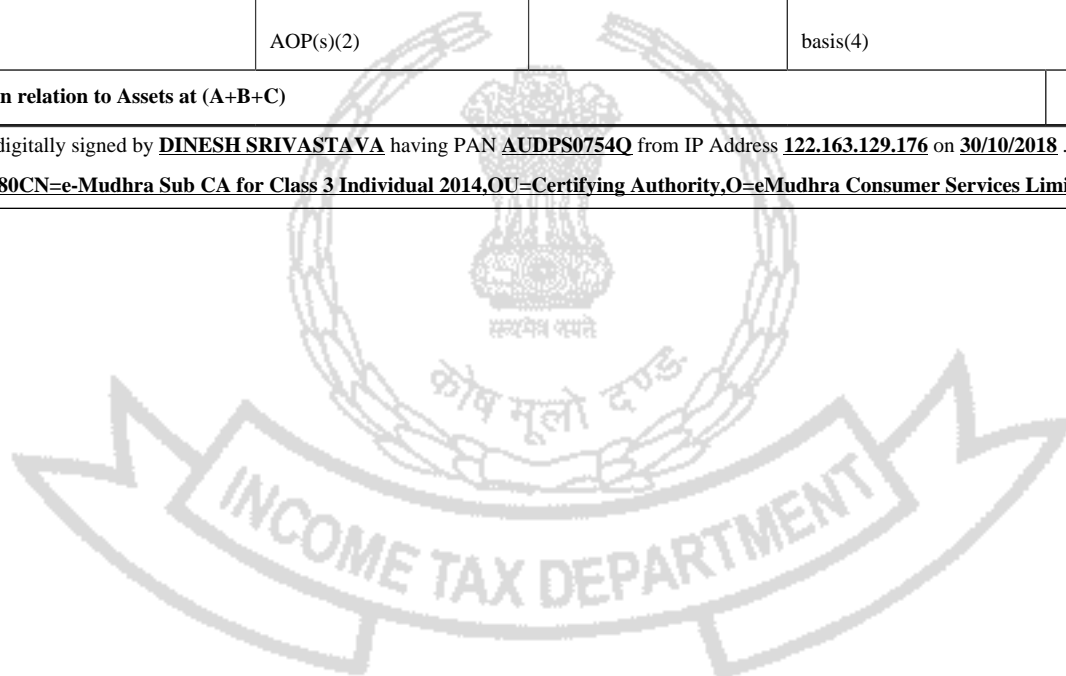 AOP(s)(2) basis(4)
n relation to Assets at (A+B+C)
digitally signed by DINESH SRIVASTAVA having PAN AUDPS0754Q from IP Address 122.163.129.176 on 30/10/2018 .
80CN=e-Mudhra Sub CA for Class 3 Individual 2014,OU=Certifying Authority,O=eMudhra Consumer Services Limi
सत्यमेव जयते
कोष मूलो दण्डः
INCOME TAX DEPARTMENT